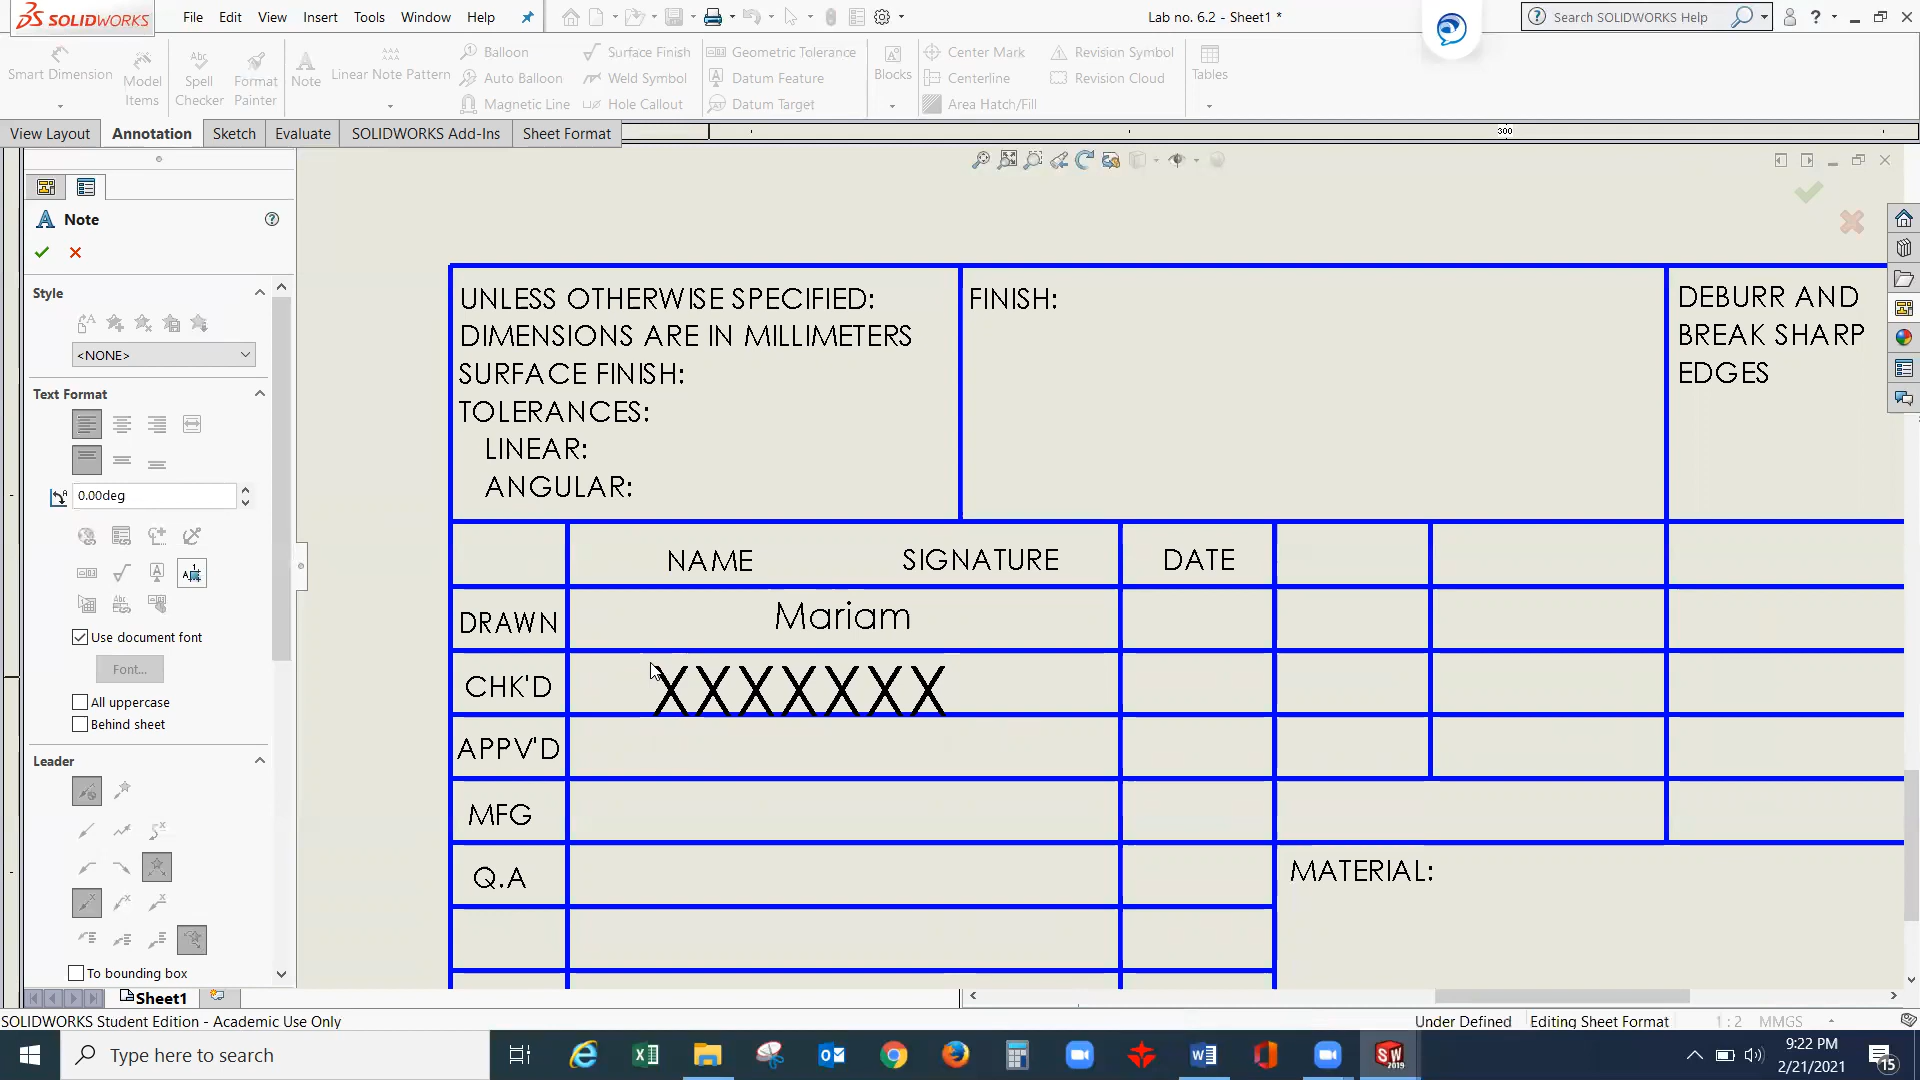 SOLIDWORKS File Edit View Insert Tools Window Help Lab no. 6.2 - Sheet1 * Search SOLIDWORKS Help
Smart Dimension Model Items Spell Checker Format Painter Note Linear Note Pattern
Balloon Surface Finish Geometric Tolerance Center Mark Revision Symbol
Auto Balloon Weld Symbol Datum Feature Blocks Centerline Revision Cloud Tables
Magnetic Line Hole Callout Datum Target Area Hatch/Fill
View Layout Annotation Sketch Evaluate SOLIDWORKS Add-Ins Sheet Format 300
Note
Style
<NONE>
Text Format
0.00deg
Use document font
Font...
All uppercase
Behind sheet
Leader
To bounding box
UNLESS OTHERWISE SPECIFIED:
DIMENSIONS ARE IN MILLIMETERS
SURFACE FINISH:
TOLERANCES:
LINEAR:
ANGULAR:
FINISH:
DEBURR AND
BREAK SHARP
EDGES
NAME SIGNATURE DATE
DRAWN Mariam
CHK'D XXXXXXX
APPV'D
MFG
Q.A MATERIAL:
Sheet1
SOLIDWORKS Student Edition - Academic Use Only Under Defined Editing Sheet Format 1 : 2 MMGS
Type here to search
9:22 PM
2/21/2021
15
SW
2019